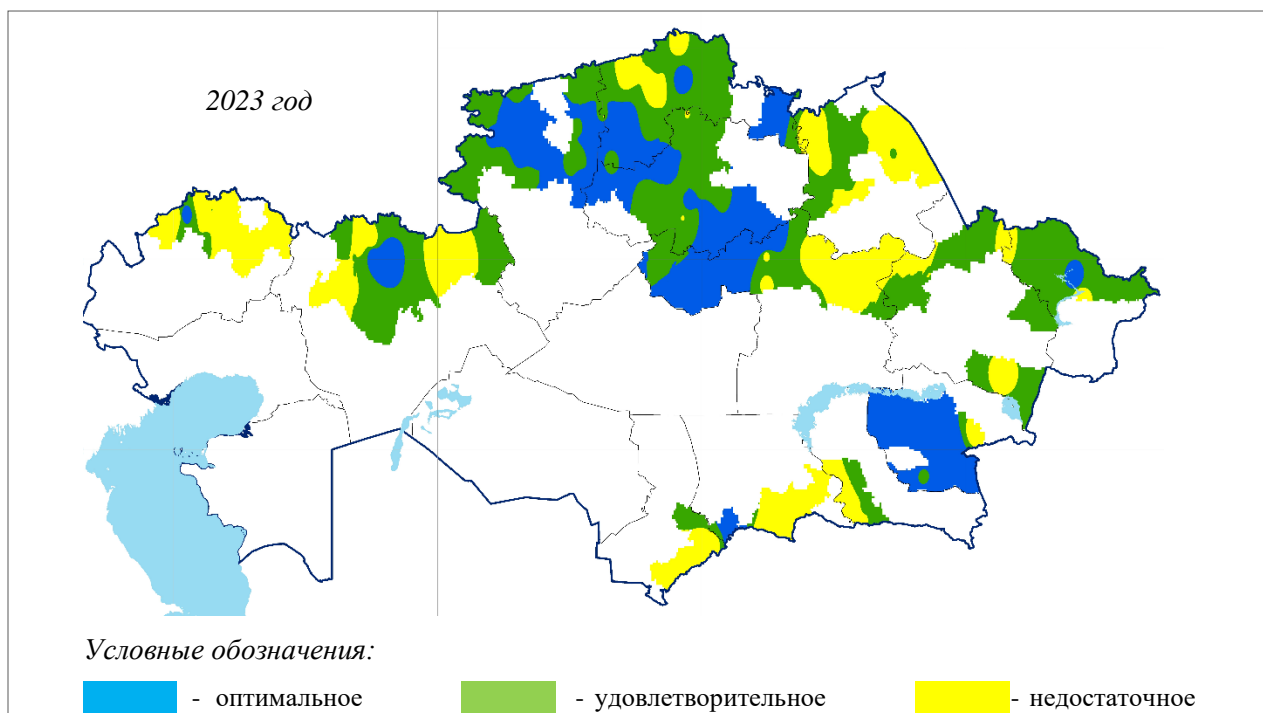 2023 год
Условные обозначения:
- оптимальное - удовлетворительное - недостаточное